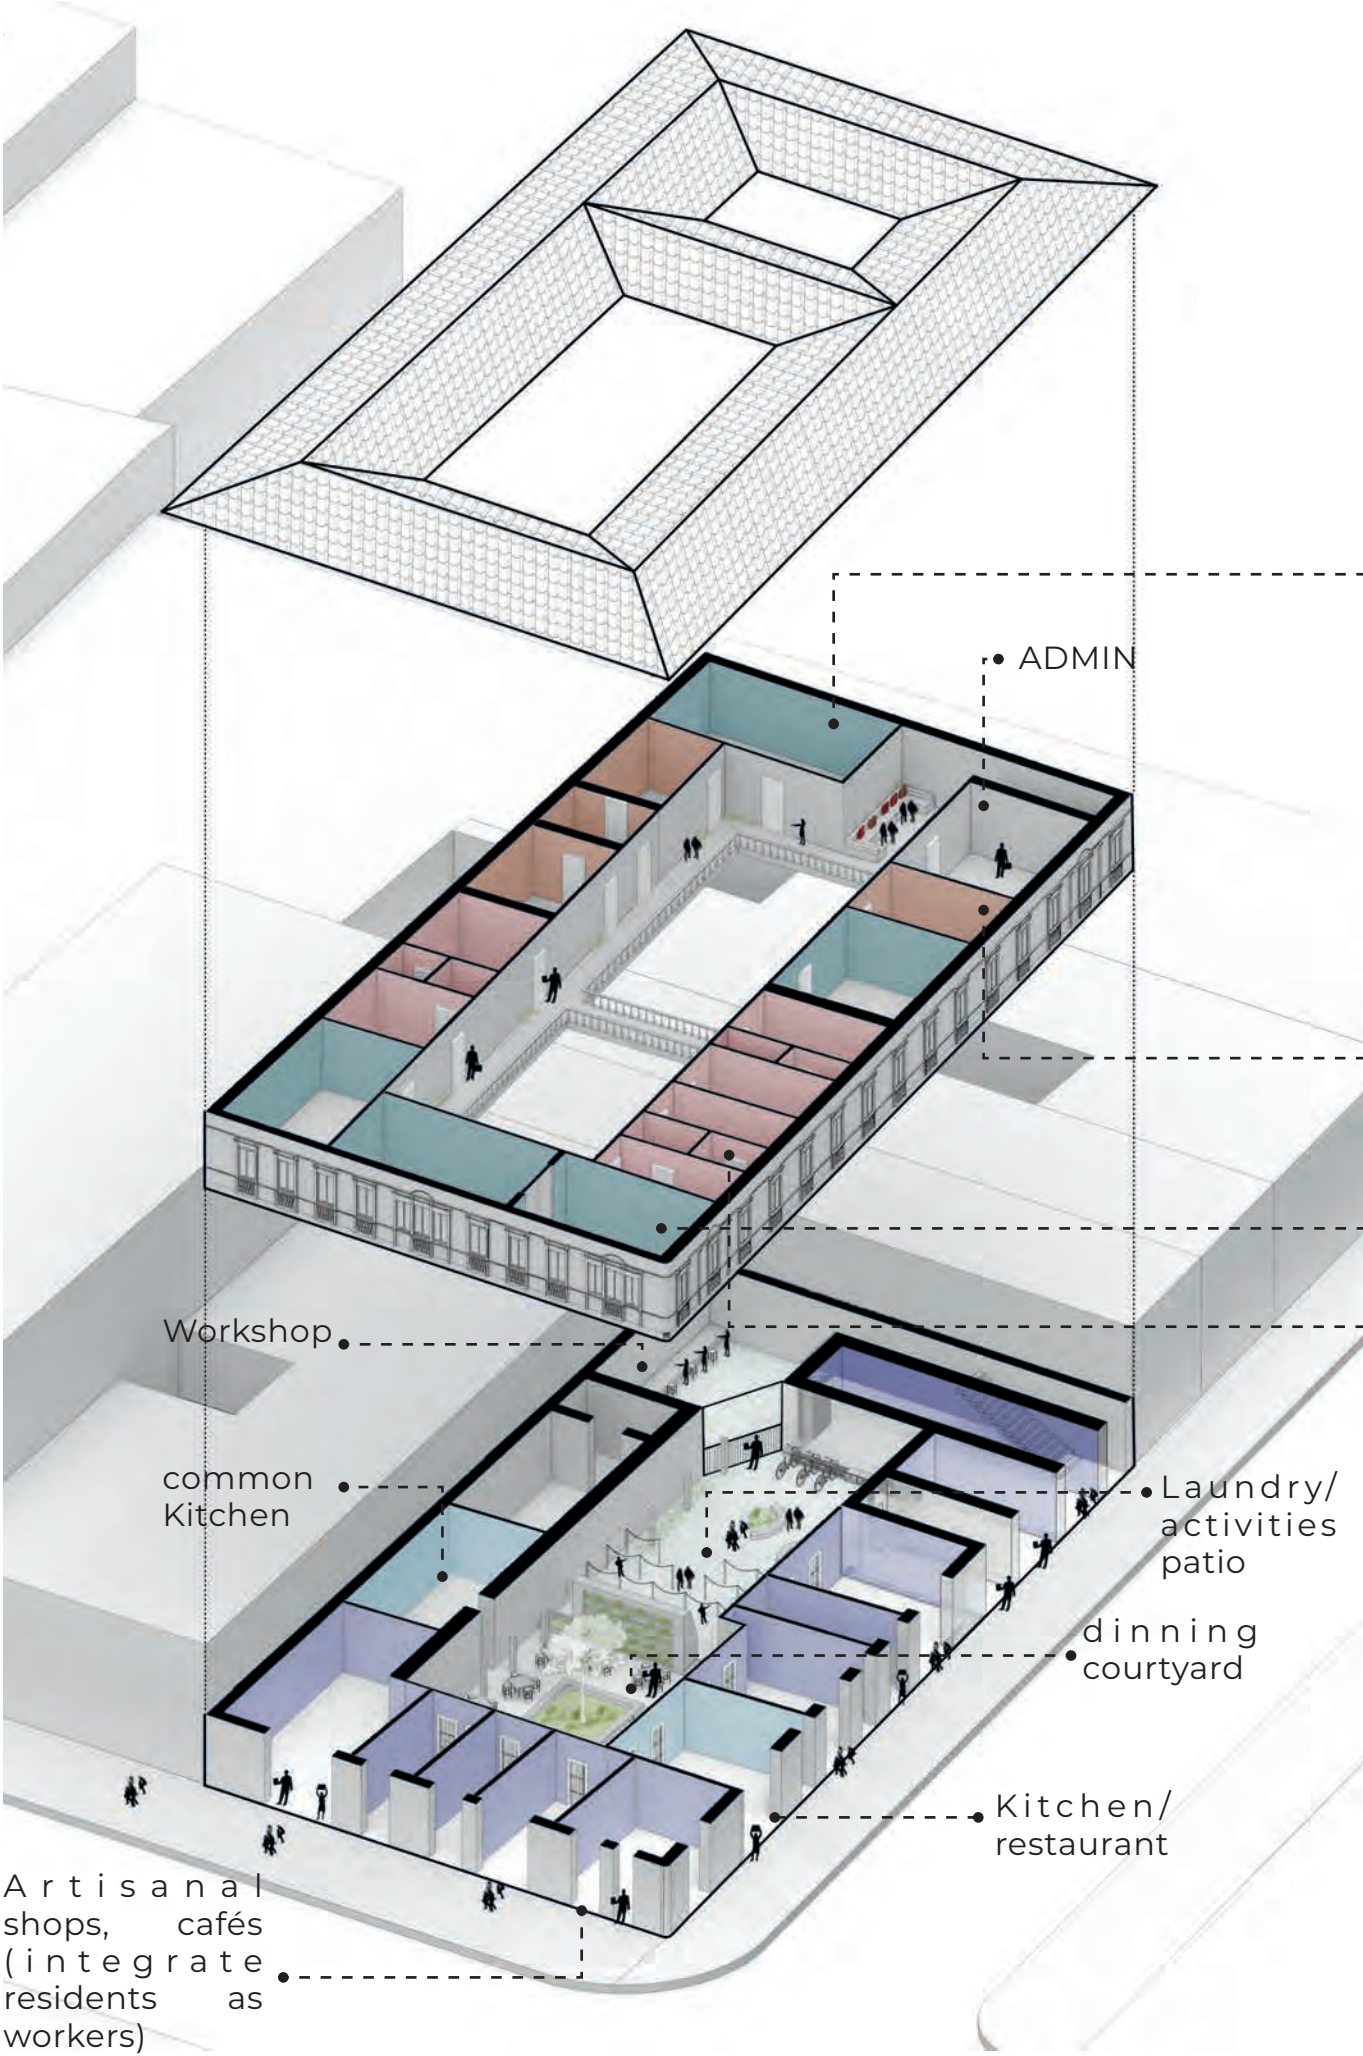 ADMIN
Workshop
common
Kitchen
Laundry/
activities
patio
dinning
courtyard
Kitchen/
restaurant
Artisanal
shops, cafés
(integrate
residents as
workers)